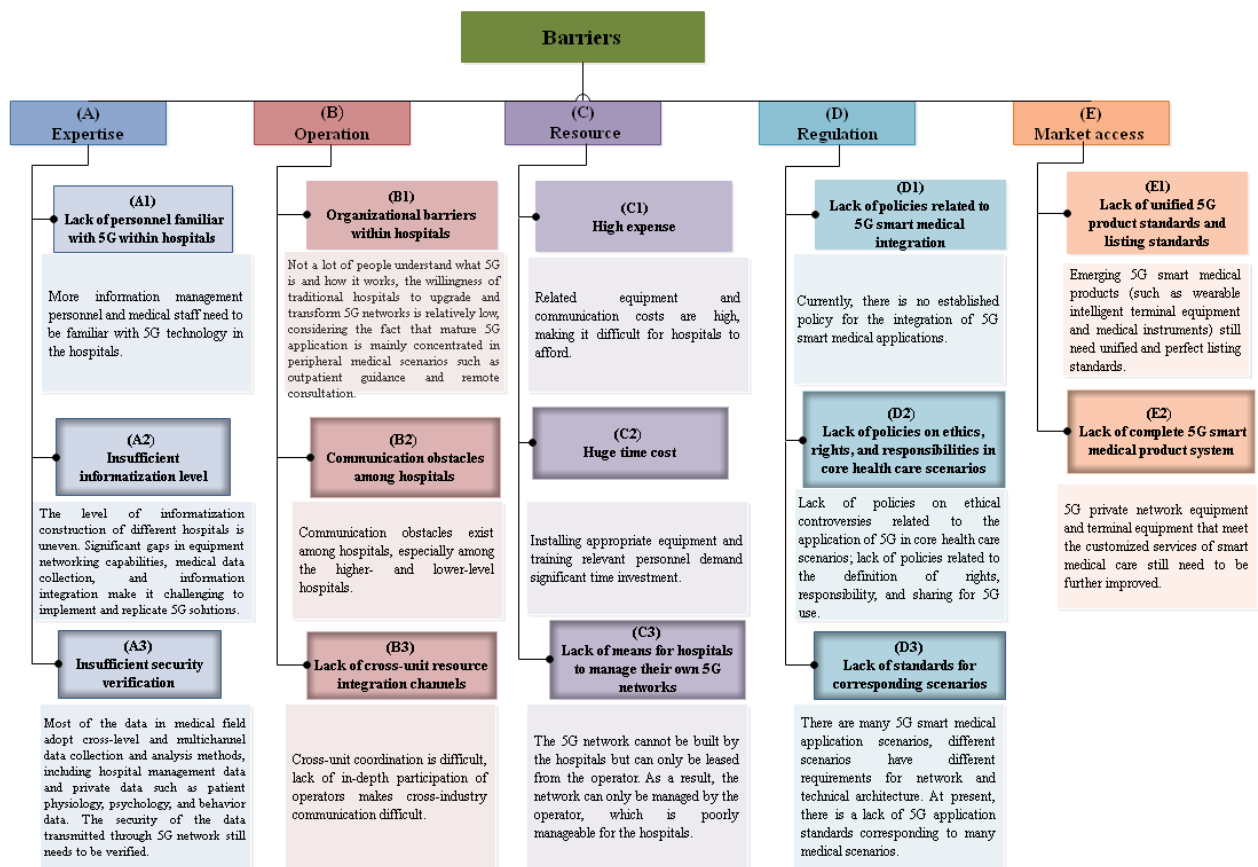 Barriers
(A)
Expertise
(B)
Operation
(C)
Resource
(D)
Regulation
(E)
Market access
(A1)
Lack of personnel familiar
with 5G within hospitals
More information management
personnel and medical staff need to
be familiar with 5G technology in
the hospitals.
(A2)
Insufficient
informatization level
The level of informatization
construction of different hospitals is
uneven. Significant gaps in equipment
networking capabilities, medical data
collection, and information
integration make it challenging to
implement and replicate 5G solutions.
(A3)
Insufficient security
verification
Most of the data in medical field
adopt cross-level and multichannel
data collection and analysis methods,
including hospital management data
and private data such as patient
physiology, psychology, and behavior
data. The security of the data
transmitted through 5G network still
needs to be verified.
(B1)
Organizational barriers
within hospitals
Not a lot of people understand what 5G
is and how it works, the willingness of
traditional hospitals to upgrade and
transform 5G networks is relatively low,
considering the fact that mature 5G
application is mainly concentrated in
peripheral medical scenarios such as
outpatient guidance and remote
consultation.
(B2)
Communication obstacles
among hospitals
Communication obstacles exist
among hospitals, especially among
the higher- and lower-level
hospitals.
(B3)
Lack of cross-unit resource
integration channels
Cross-unit coordination is difficult,
lack of in-depth participation of
operators makes cross-industry
communication difficult.
(C1)
High expense
Related equipment and
communication costs are high,
making it difficult for hospitals to
afford.
(C2)
Huge time cost
Installing appropriate equipment and
training relevant personnel demand
significant time investment.
(C3)
Lack of means for hospitals
to manage their own 5G
networks
The 5G network cannot be built by
the hospitals but can only be leased
from the operator. As a result, the
network can only be managed by the
operator, which is poorly
manageable for the hospitals.
(D1)
Lack of policies related to
5G smart medical
integration
Currently, there is no established
policy for the integration of 5G
smart medical applications.
(D2)
Lack of policies on ethics,
rights, and responsibilities in
core health care scenarios
Lack of policies on ethical
controversies related to the
application of 5G in core health care
scenarios; lack of policies related to
the definition of rights,
responsibility, and sharing for 5G
use.
(D3)
Lack of standards for
corresponding scenarios
There are many 5G smart medical
application scenarios, different
scenarios have different
requirements for network and
technical architecture. At present,
there is a lack of 5G application
standards corresponding to many
medical scenarios.
(E1)
Lack of unified 5G
product standards and
listing standards
Emerging 5G smart medical
products (such as wearable
intelligent terminal equipment
and medical instruments) still
need unified and perfect listing
standards.
(E2)
Lack of complete 5G smart
medical product system
5G private network equipment
and terminal equipment that meet
the customized services of smart
medical care still need to be
further improved.